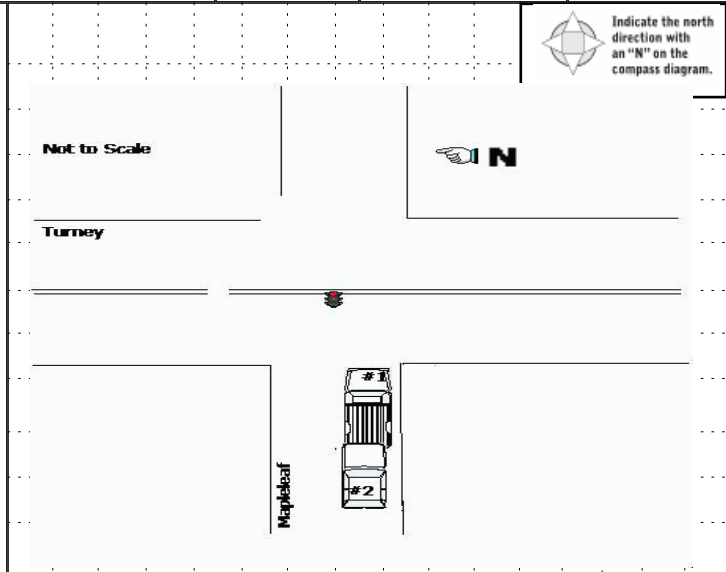 Indicate the north
direction with
an “N” on the
compass diagram.
Not to Scale
N
Turney
#1
#2
Mapleleaf